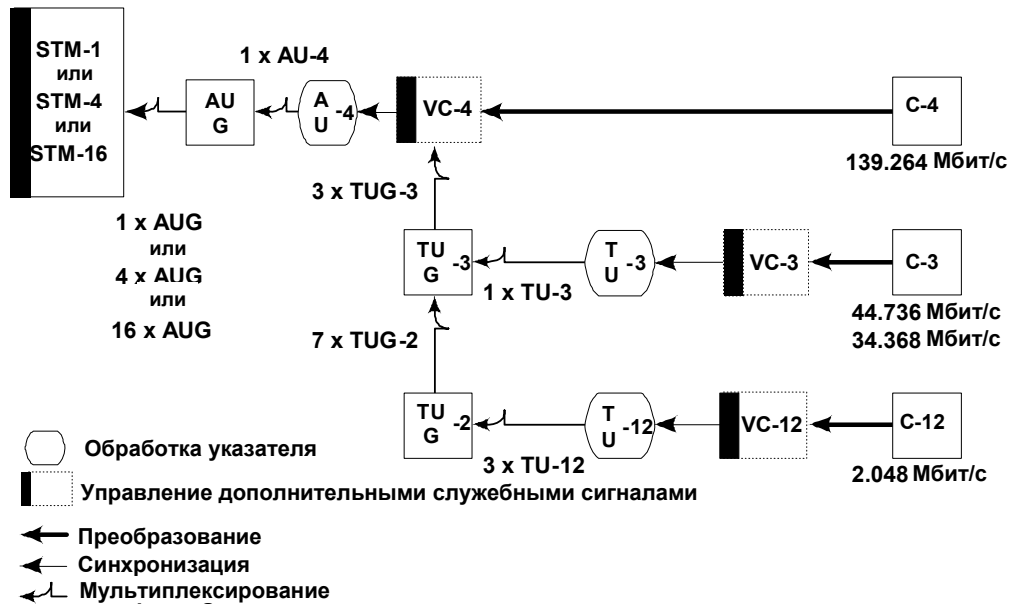 STM-1
или
STM-4
или
STM-16
1 x AU-4
AU
G
A
U
-4
VC-4
C-4
139.264 Мбит/с
3 x TUG-3
1 x AUG
или
4 x AUG
или
16 x AUG
TU
G
-3
1 x TU-3
T
U
-3
VC-3
C-3
44.736 Мбит/с
34.368 Мбит/с
7 x TUG-2
TU
G
-2
3 x TU-12
T
U
-12
VC-12
C-12
2.048 Мбит/с
Обработка указателя
Управление дополнительными служебными сигналами
Преобразование
Синхронизация
Мультиплексирование